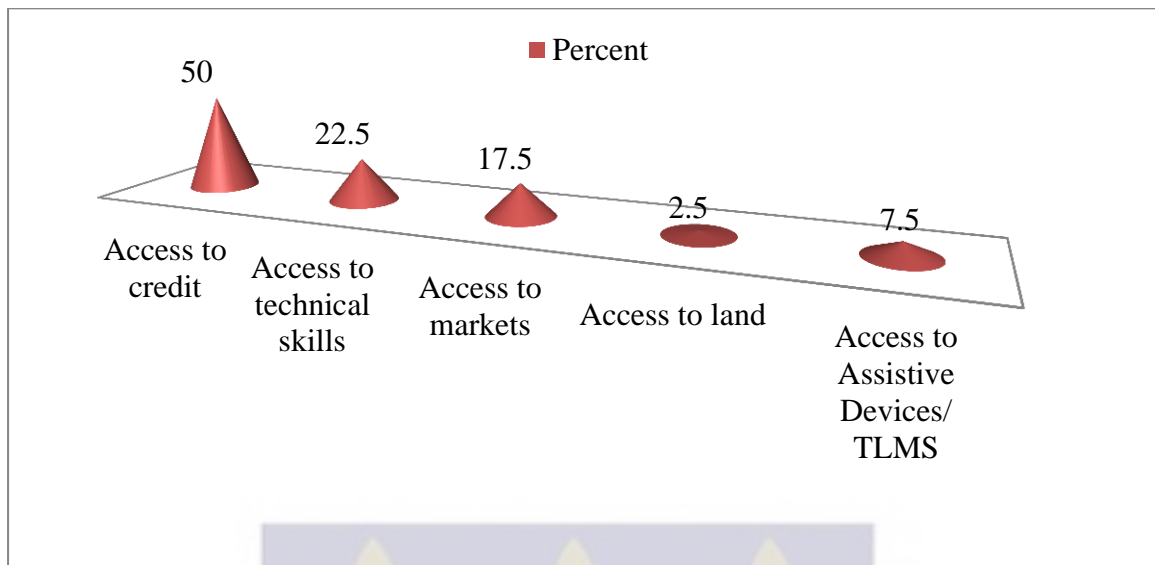 Percent
50
22.5
17.5
2.5
7.5
Access to
credit
Access to
technical
skills
Access to
markets
Access to land
Access to
Assistive
Devices/
TLMS